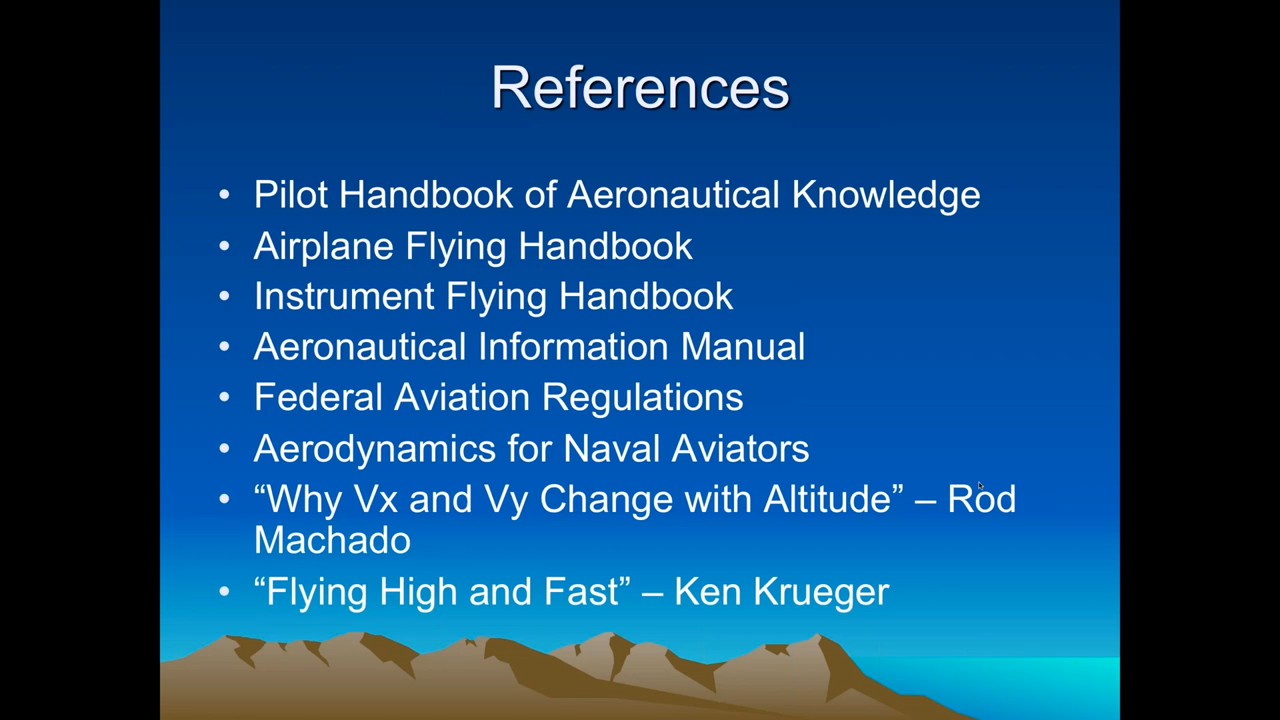 References
• Pilot Handbook of Aeronautical Knowledge
• Airplane Flying Handbook
• Instrument Flying Handbook
• Aeronautical Information Manual
• Federal Aviation Regulations
• Aerodynamics for Naval Aviators
• “Why Vx and Vy Change with Altitude” – Rod
Machado
• “Flying High and Fast” – Ken Krueger